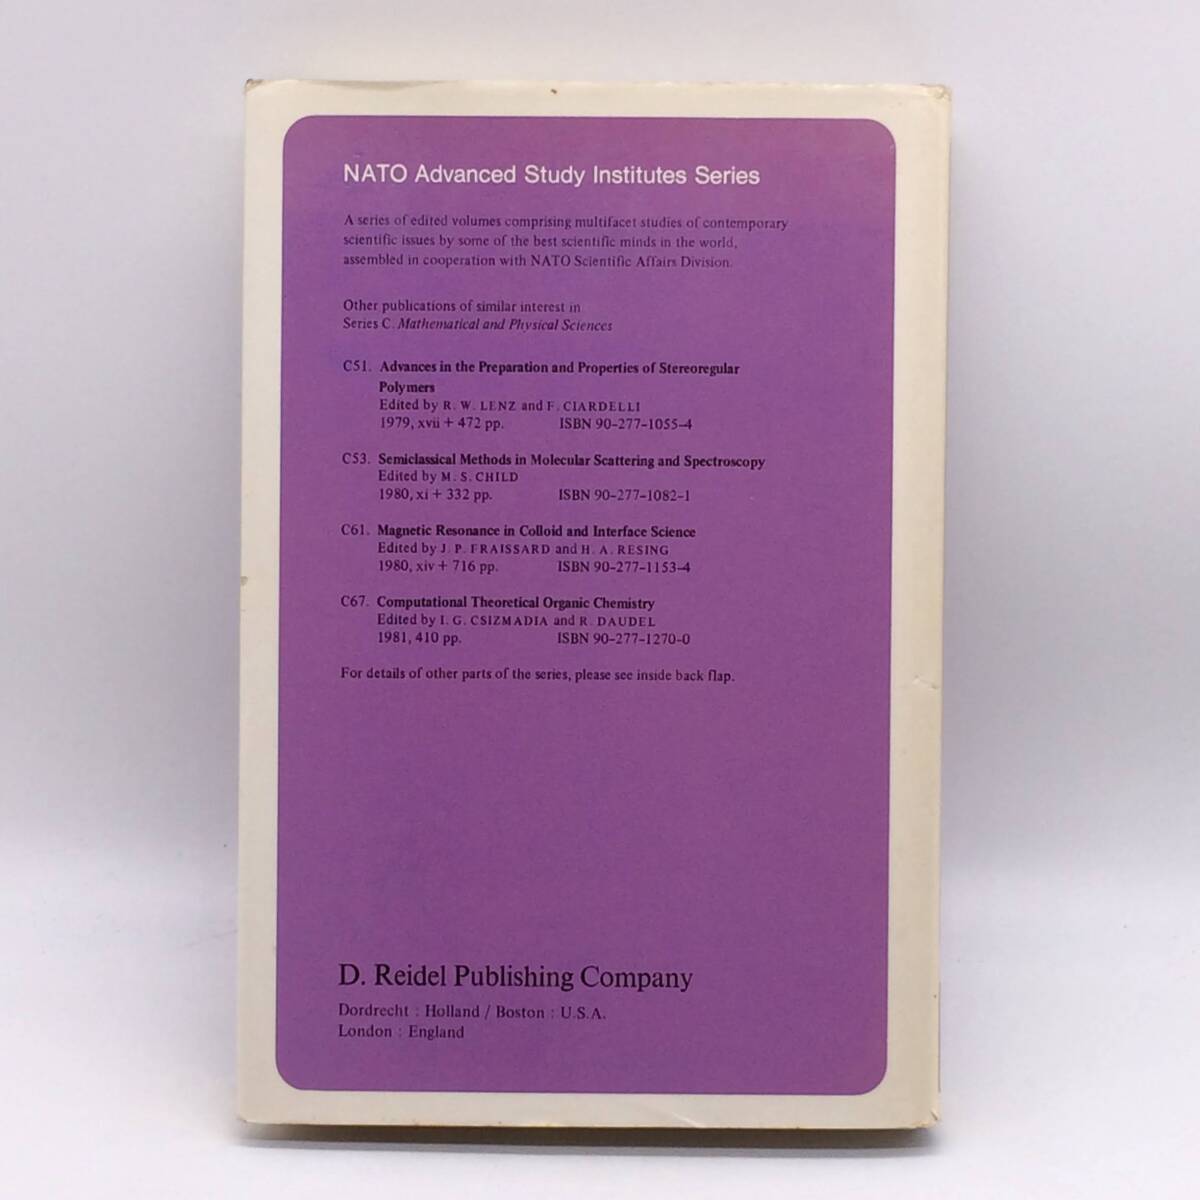 NATO Advanced Study Institutes Series
A series of edited volumes comprising multifacet studies of contemporary
scientific issues by some of the best scientific minds in the world,
assembled in cooperation with NATO Scientific Affairs Division.
Other publications of similar interest in
Series C. Mathematical and Physical Sciences
C51. Advances in the Preparation and Properties of Stereoregular
Polymers
Edited by R. W. LENZ and F. CIARDELLI
1979, xvii + 472 pp. ISBN 90-277-1055-4
C53. Semiclassical Methods in Molecular Scattering and Spectroscopy
Edited by M. S. CHILD
1980, xi + 332 pp. ISBN 90-277-1082-1
C61. Magnetic Resonance in Colloid and Interface Science
Edited by J. P. FRAISSARD and H. A. RESING
1980, xiv + 716 pp. ISBN 90-277-1153-4
C67. Computational Theoretical Organic Chemistry
Edited by I. G. CSIZMADIA and R. DAUDEL
1981, 410 pp. ISBN 90-277-1270-0
For details of other parts of the series, please see inside back flap.
D. Reidel Publishing Company
Dordrecht : Holland / Boston : U.S.A.
London : England